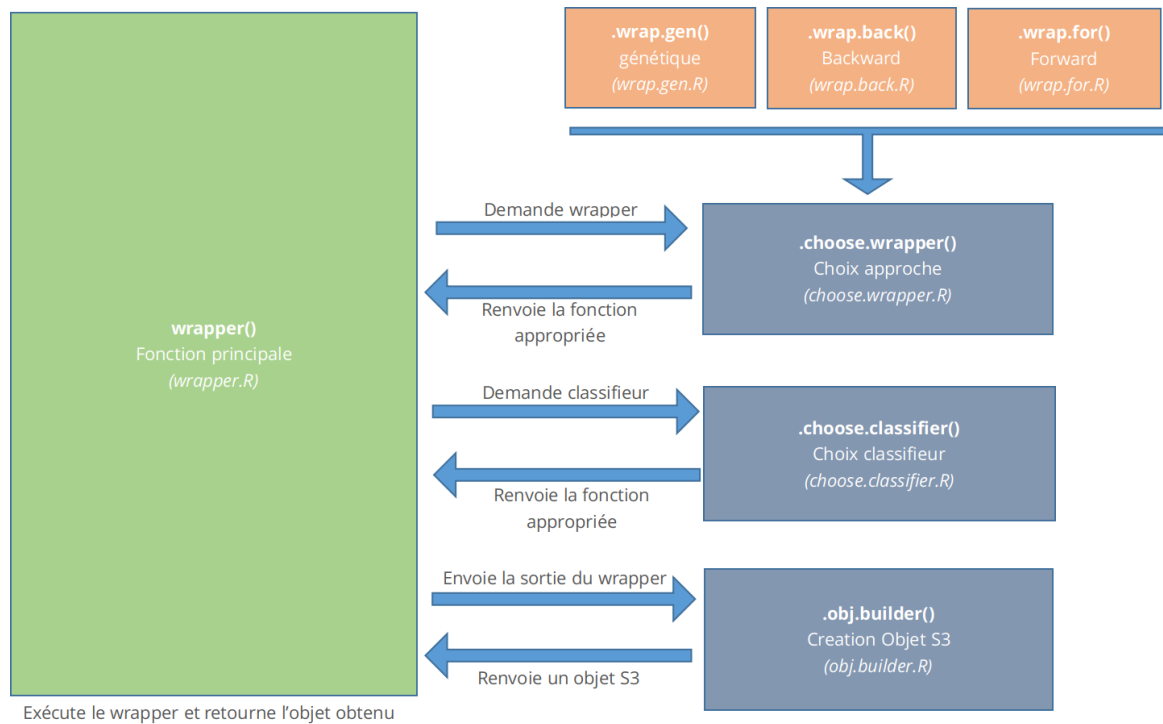 .wrap.gen()
génétique
(wrap.gen.R)
.wrap.back()
Backward
(wrap.back.R)
.wrap.for()
Forward
(wrap.for.R)
wrapper()
Fonction principale
(wrapper.R)
Demande wrapper
Renvoie la fonction
appropriée
.choose.wrapper()
Choix approche
(choose.wrapper.R)
Demande classifieur
Renvoie la fonction
appropriée
.choose.classifier()
Choix classifieur
(choose.classifier.R)
Envoie la sortie du wrapper
Renvoie un objet S3
.obj.builder()
Creation Objet S3
(obj.builder.R)
Exécute le wrapper et retourne l’objet obtenu